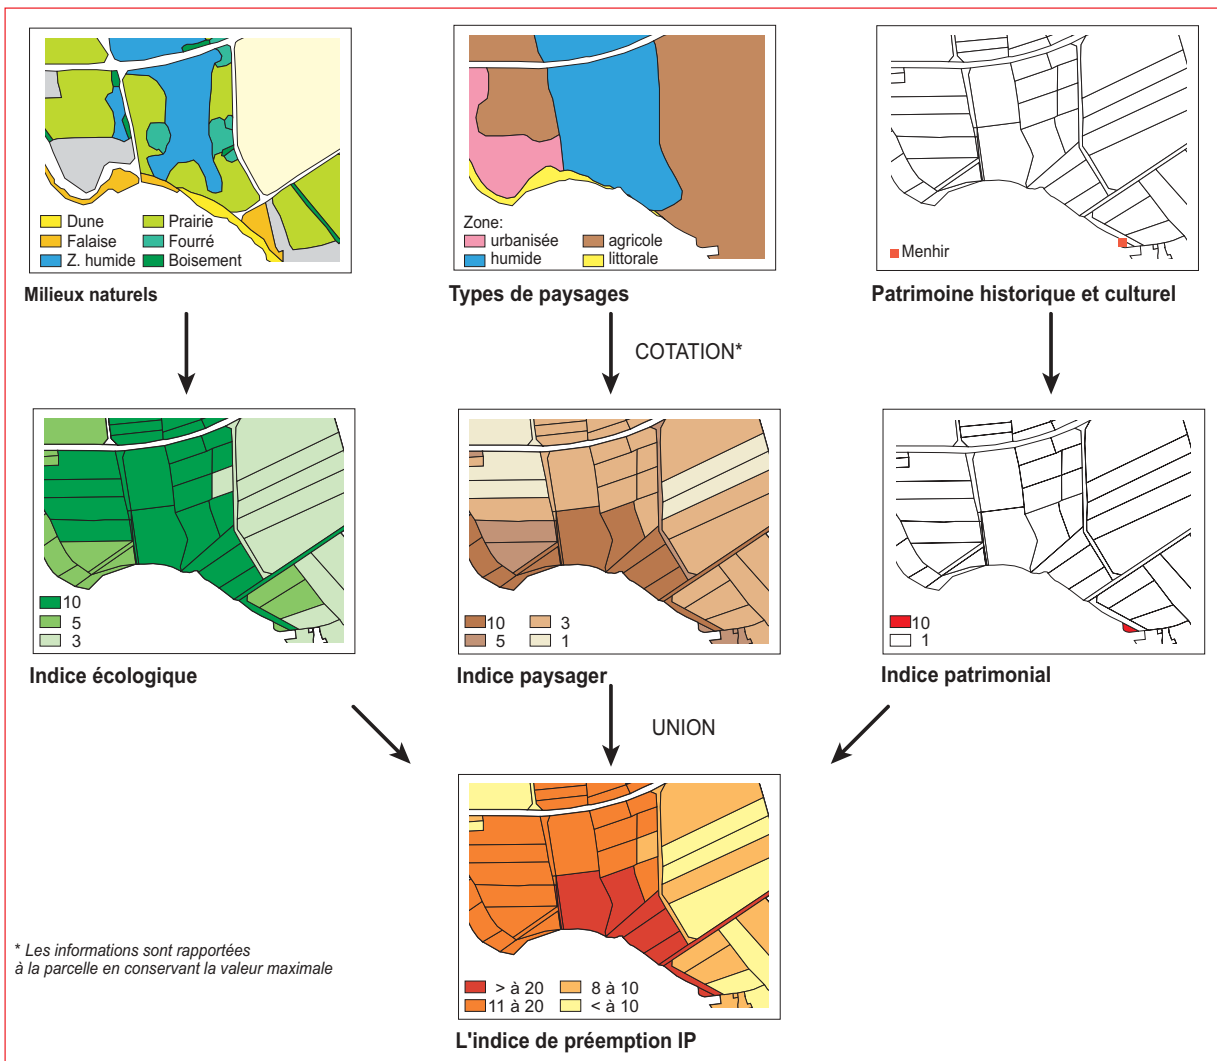 Dune
Prairie
Falaise
Fourré
Z. humide
Boisement
Milieux naturels
Zone:
urbanisée
agricole
humide
littorale
Types de paysages
Menhir
Patrimoine historique et culturel
COTATION*
10
5
3
Indice écologique
10
3
5
1
Indice paysager
10
1
Indice patrimonial
UNION
> à 20
8 à 10
11 à 20
< à 10
L'indice de préemption IP
* Les informations sont rapportées
à la parcelle en conservant la valeur maximale